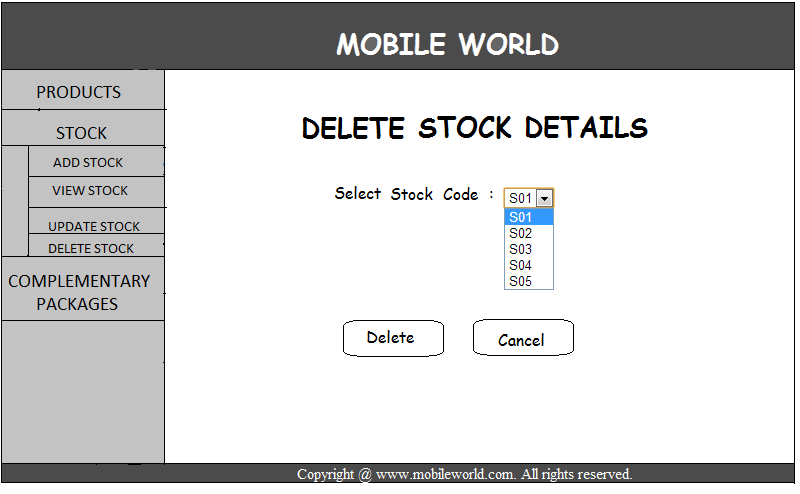 MOBILE WORLD
PRODUCTS
STOCK
ADD STOCK
VIEW STOCK
UPDATE STOCK
DELETE STOCK
COMPLEMENTARY
PACKAGES
DELETE STOCK DETAILS
Select Stock Code : S01
S01
S02
S03
S04
S05
Delete Cancel
Copyright @ www.mobileworld.com. All rights reserved.